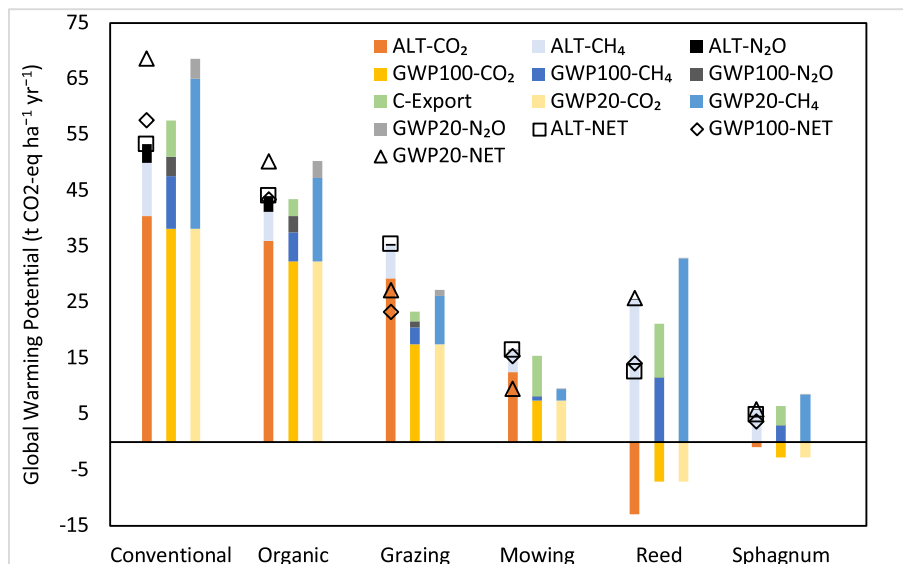 75
65
55
45
35
25
15
5
-5
-15
Global Warming Potential (t CO2-eq ha⁻¹ yr⁻¹)
ALT-CO₂ ALT-CH₄ ALT-N₂O
GWP100-CO₂ GWP100-CH₄ GWP100-N₂O
C-Export GWP20-CO₂ GWP20-CH₄
GWP20-N₂O ALT-NET GWP100-NET
GWP20-NET
Conventional Organic Grazing Mowing Reed Sphagnum